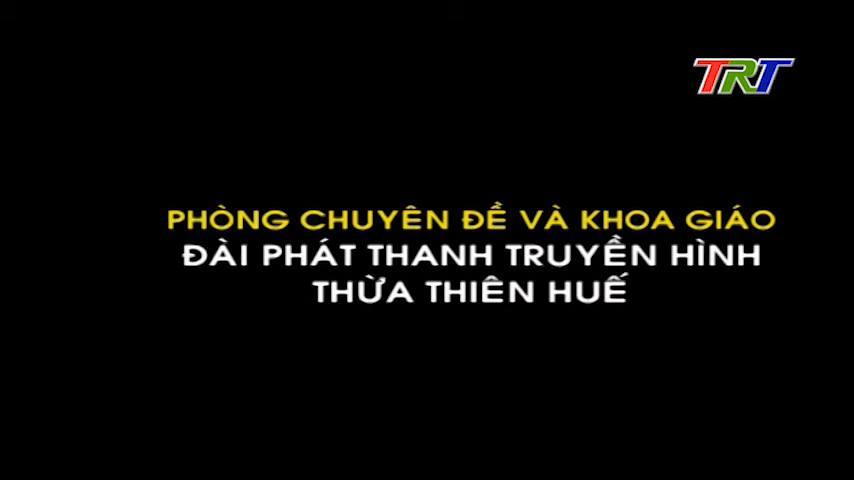 TRT
PHÒNG CHUYÊN ĐỀ VÀ KHOA GIÁO
ĐÀI PHÁT THANH TRUYỀN HÌNH
THỪA THIÊN HUẾ